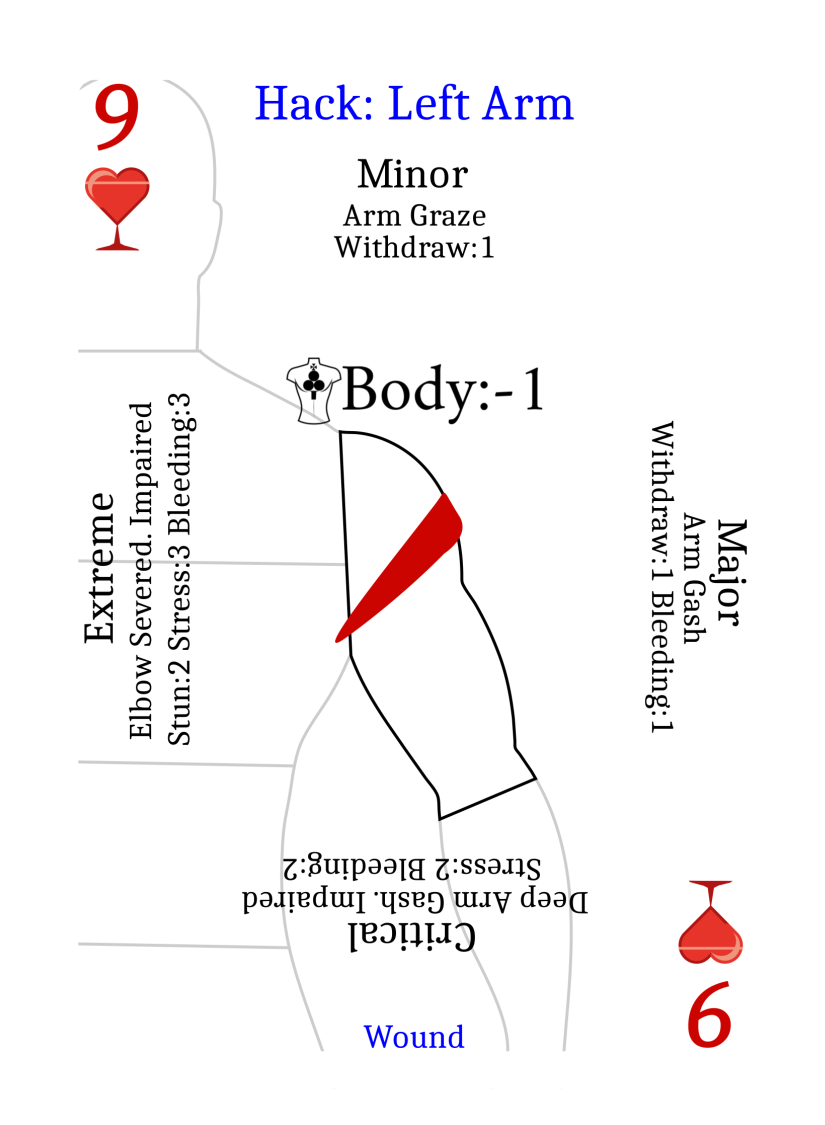 9
Hack: Left Arm
Minor
Arm Graze
Withdraw:1
Body:-1
Extreme
Elbow Severed. Impaired
Stun:2 Stress:3 Bleeding:3
Major
Arm Gash
Withdraw:1 Bleeding:1
Critical
Deep Arm Gash. Impaired
Stress:2 Bleeding:2
Wound
9